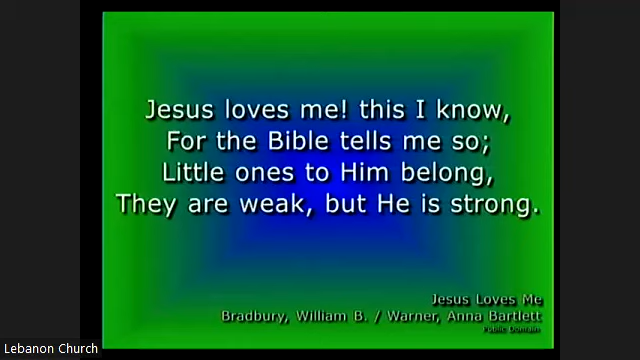 Jesus loves me! this I know,
For the Bible tells me so;
Little ones to Him belong,
They are weak, but He is strong.
Jesus Loves Me
Bradbury, William B. / Warner, Anna Bartlett
Public Domain
Lebanon Church